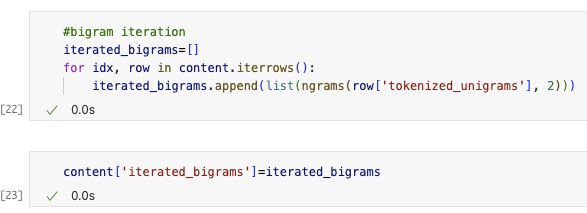 #bigram iteration
iterated_bigrams=[]
for idx, row in content.iterrows():
    iterated_bigrams.append(list(ngrams(row['tokenized_unigrams'], 2)))
[22] ✓ 0.0s
content['iterated_bigrams']=iterated_bigrams
[23] ✓ 0.0s